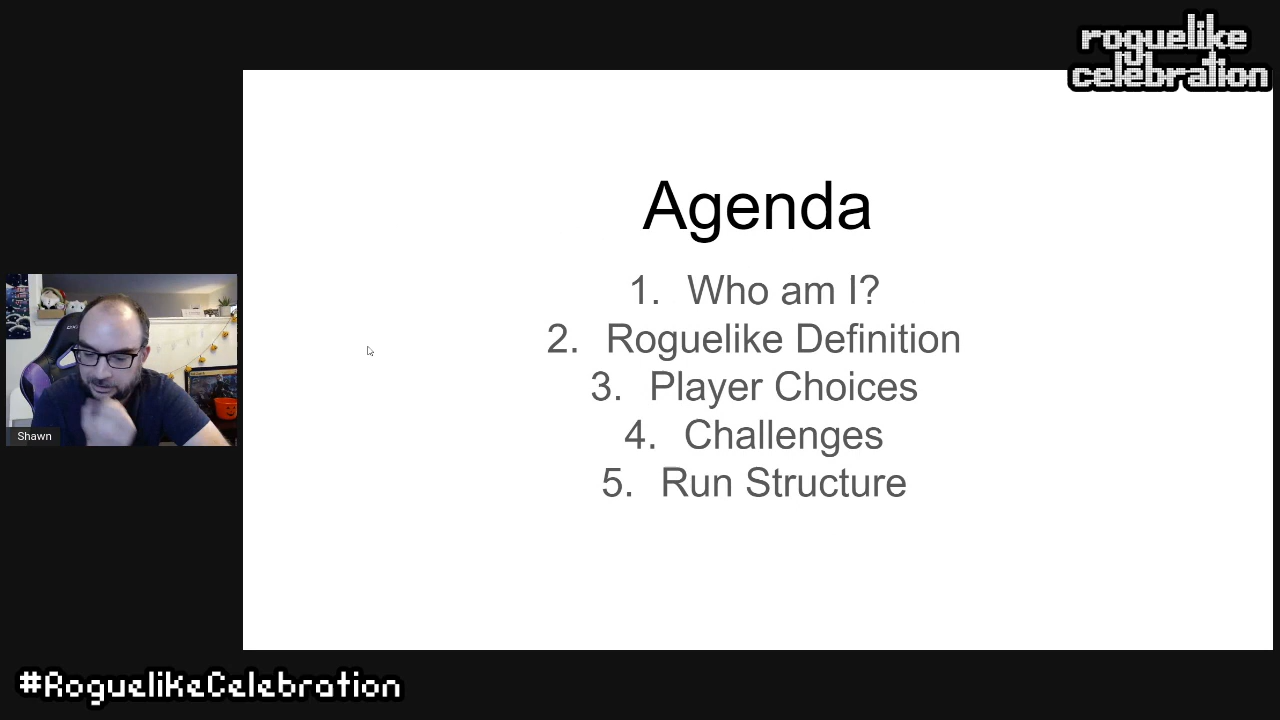 roguelike
celebration
Agenda
1. Who am I?
2. Roguelike Definition
3. Player Choices
4. Challenges
5. Run Structure
Shawn
#RoguelikeCelebration